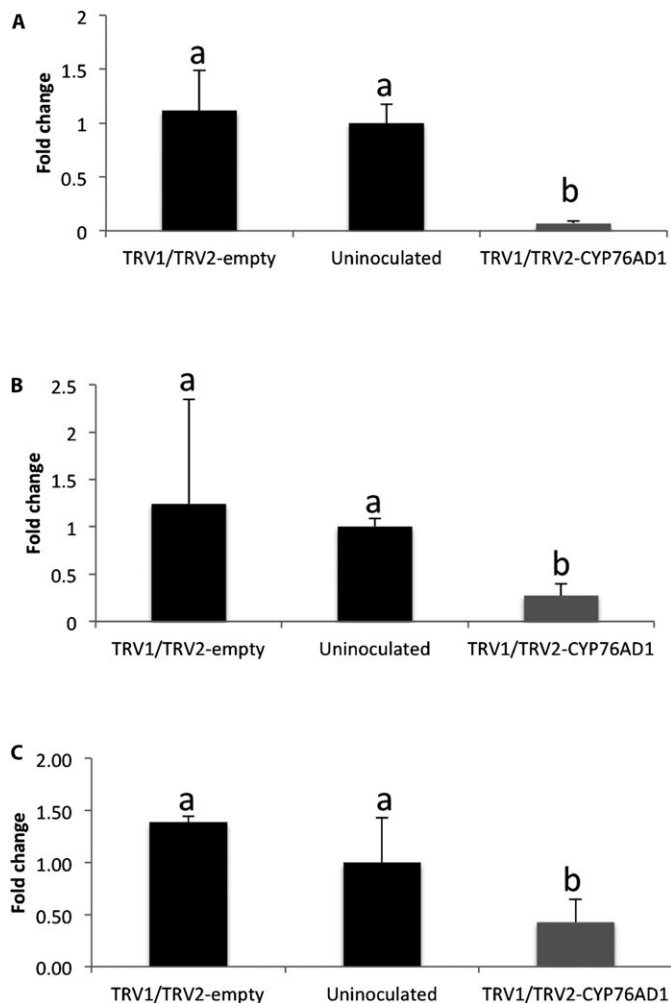 A
Fold change
2
1.5
1
0.5
0
a
a
b
TRV1/TRV2-empty
Uninoculated
TRV1/TRV2-CYP76AD1
B
Fold change
2.5
2
1.5
1
0.5
0
a
a
b
TRV1/TRV2-empty
Uninoculated
TRV1/TRV2-CYP76AD1
C
Fold change
2.00
1.50
1.00
0.50
0.00
a
a
b
TRV1/TRV2-empty
Uninoculated
TRV1/TRV2-CYP76AD1